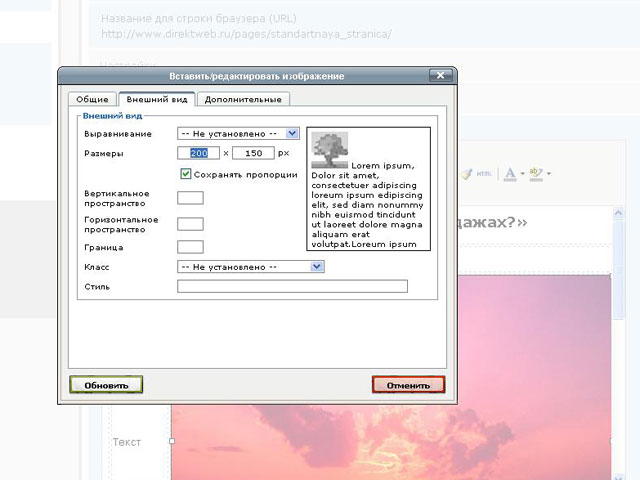 Название для строки браузера (URL)
http://www.direktweb.ru/pages/standartnaya_stranica/
Настройки
Вставить/редактировать изображение
Общие Внешний вид Дополнительные
Внешний вид
Выравнивание -- Не установлено --
Размеры 200 x 150 px
Сохранять пропорции
Вертикальное
пространство
Горизонтальное
пространство
Граница
Класс -- Не установлено --
Стиль
Lorem ipsum,
Dolor sit amet,
consectetuer adipiscing
loreum ipsum edipiscing
elit, sed diam nonummy
nibh euismod tincidunt
ut laoreet dolore magna
aliquam erat
volutpat.Loreum ipsum
Обновить Отменить
HTML A ab
дажах?»
Текст